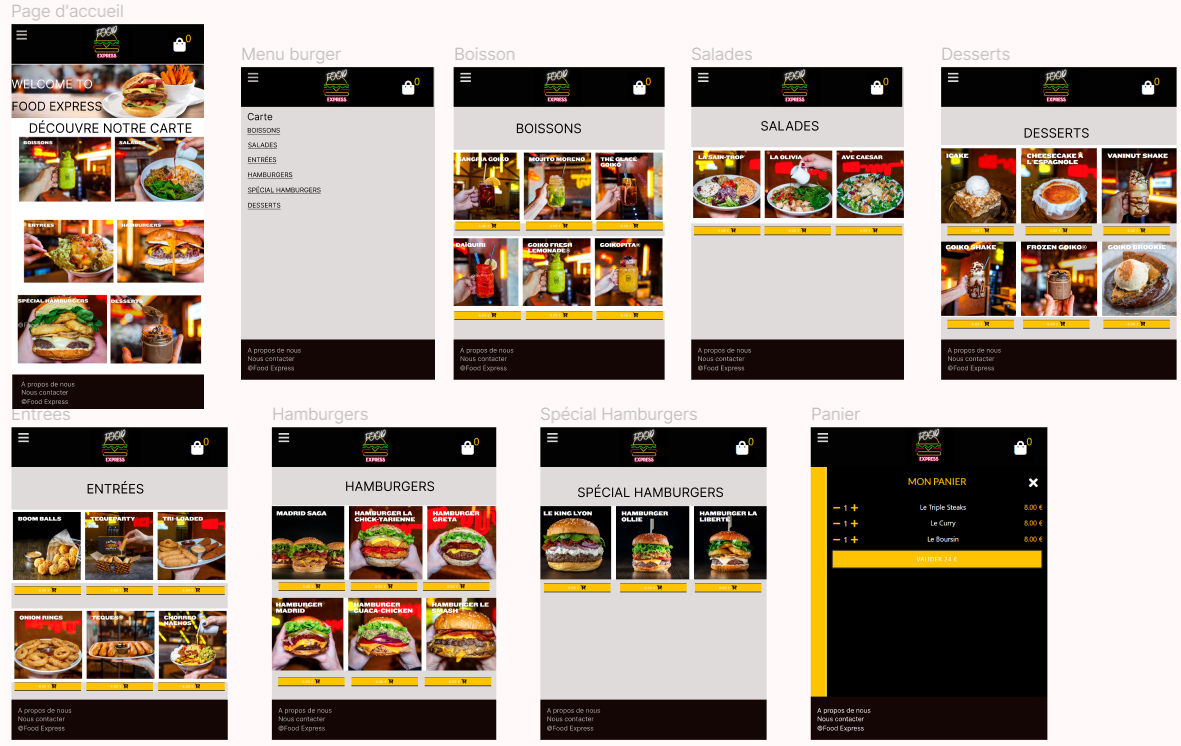 Page d'accueil
FOOD
EXPRESS
0
WELCOME TO
FOOD EXPRESS
DÉCOUVRE NOTRE CARTE
BOISSONS
SALADES
ENTRÉES
HAMBURGERS
SPÉCIAL HAMBURGERS
DESSERTS
A propos de nous
Nous contacter
©Food Express
Menu burger
FOOD
EXPRESS
0
Carte
BOISSONS
SALADES
ENTRÉES
HAMBURGERS
SPÉCIAL HAMBURGERS
DESSERTS
A propos de nous
Nous contacter
©Food Express
Boisson
FOOD
EXPRESS
0
BOISSONS
SANGRIA GOIKO
MOJITO MORENO
THÉ GLACÉ GOIKO
DAÏQUIRI
GOIKO FRESH LEMONADE®
GOIKOPITA®
A propos de nous
Nous contacter
©Food Express
Salades
FOOD
EXPRESS
0
SALADES
LA SAIN-TROP'
LA OLIVIA
AVE CAESAR
A propos de nous
Nous contacter
©Food Express
Desserts
FOOD
EXPRESS
0
DESSERTS
IGAKE
CHEESECAKE À L'ESPAGNOLE
VANINUT SHAKE
GOIKO SHAKE
FROZEN GOIKO®
GOIKO BROOKIE
A propos de nous
Nous contacter
©Food Express
Entrées
FOOD
EXPRESS
0
ENTRÉES
BOOM BALLS
TEQUEPARTY
TRI-LOADED
ONION RINGS
TEQUEÑOS
CHORREO NACHOS
A propos de nous
Nous contacter
©Food Express
Hamburgers
FOOD
EXPRESS
0
HAMBURGERS
MADRID SAGA
HAMBURGER LA CHICK-TARIENNE
HAMBURGER GRETA
HAMBURGER MADRID
HAMBURGER GUACA-CHICKEN
HAMBURGER LE SMASH
A propos de nous
Nous contacter
©Food Express
Spécial Hamburgers
FOOD
EXPRESS
0
SPÉCIAL HAMBURGERS
LE KING LYON
HAMBURGER OLLIE
HAMBURGER LA LIBERTÉ
A propos de nous
Nous contacter
©Food Express
Panier
FOOD
EXPRESS
0
MON PANIER
1 Le Triple Steaks 8.00 €
1 Le Curry 8.00 €
1 Le Boursin 8.00 €
VALIDER 24 €
A propos de nous
Nous contacter
©Food Express